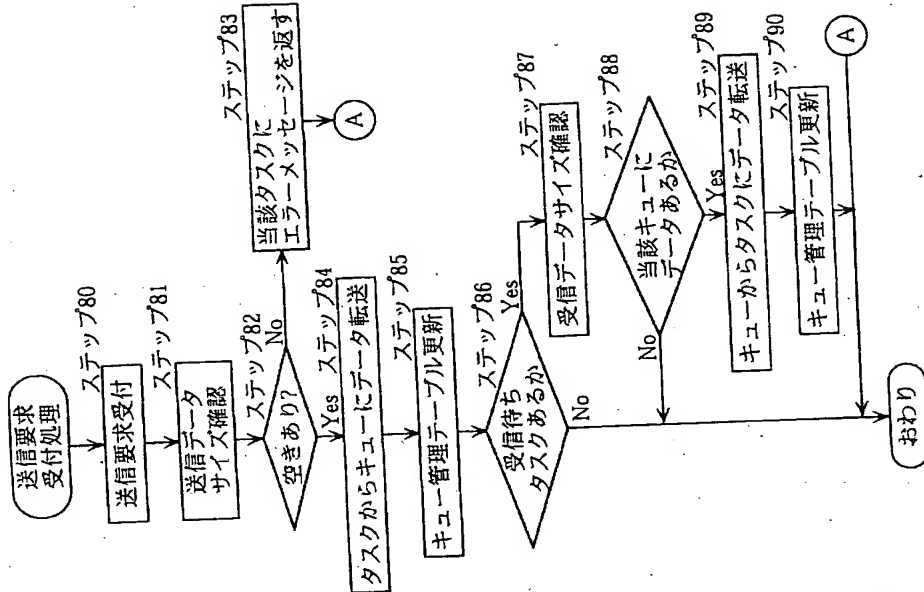 送信要求
受付処理
ステップ80
送信要求受付
ステップ81
送信データ
サイズ確認
ステップ82
空きあり?
No
ステップ83
当該タスクに
エラーメッセージを返す
A
Yes
ステップ84
タスクからキューにデータ転送
ステップ85
キュー管理テーブル更新
ステップ86
受信待ち
タスクあるか
Yes
No
ステップ87
受信データサイズ確認
ステップ88
当該キューに
データあるか
No
Yes
ステップ89
キューからタスクにデータ転送
ステップ90
キュー管理テーブル更新
A
おわり